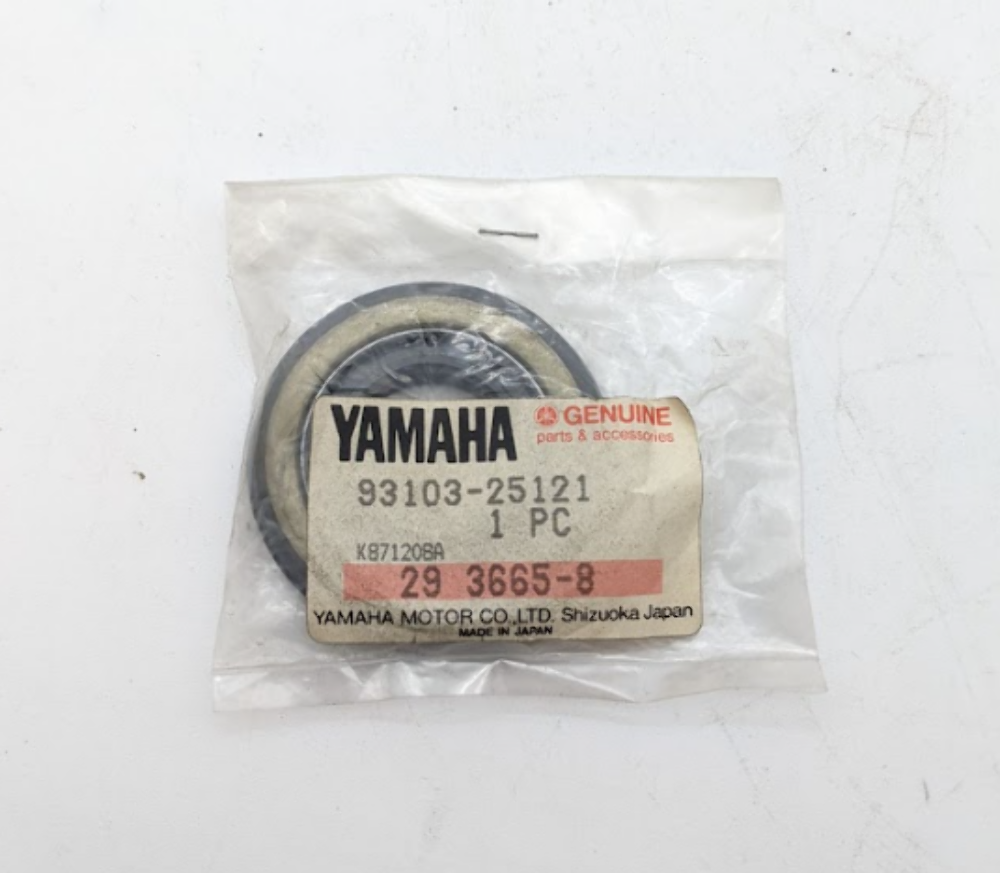 YAMAHA GENUINE
parts & accessories
93103-25121
1 PC
K87120BA
29 3665-8
YAMAHA MOTOR CO.,LTD. Shizuoka Japan
MADE IN JAPAN